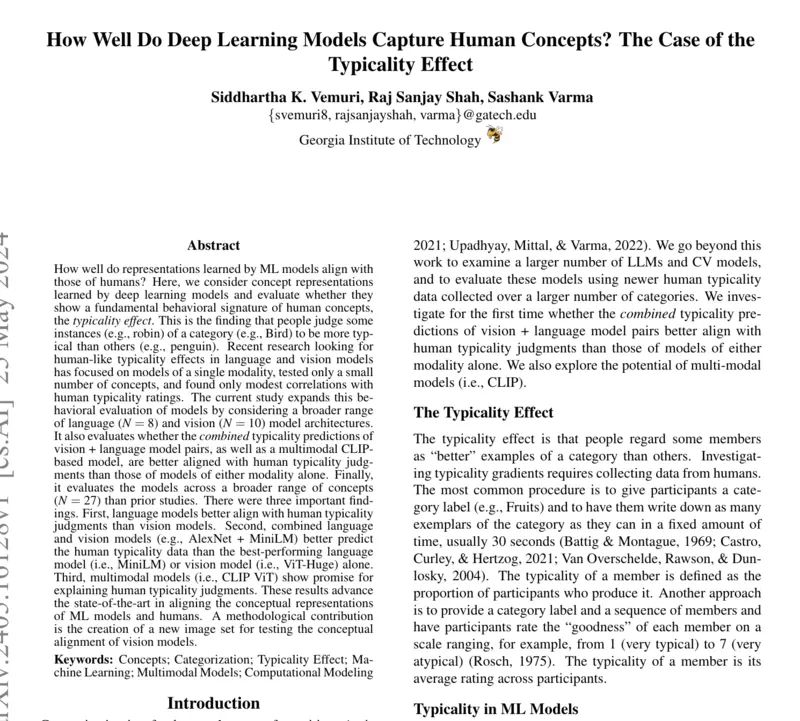 How Well Do Deep Learning Models Capture Human Concepts? The Case of the
Typicality Effect
Siddhartha K. Vemuri, Raj Sanjay Shah, Sashank Varma
{svemuri8, rajsanjayshah, varma}@gatech.edu
Georgia Institute of Technology
Abstract
How well do representations learned by ML models align with
those of humans? Here, we consider concept representations
learned by deep learning models and evaluate whether they
show a fundamental behavioral signature of human concepts,
the typicality effect. This is the finding that people judge some
instances (e.g., robin) of a category (e.g., Bird) to be more typ-
ical than others (e.g., penguin). Recent research looking for
human-like typicality effects in language and vision models
has focused on models of a single modality, tested only a small
number of concepts, and found only modest correlations with
human typicality ratings. The current study expands this be-
havioral evaluation of models by considering a broader range
of language (N = 8) and vision (N = 10) model architectures.
It also evaluates whether the combined typicality predictions of
vision + language model pairs, as well as a multimodal CLIP-
based model, are better aligned with human typicality judg-
ments than those of models of either modality alone. Finally,
it evaluates the models across a broader range of concepts
(N = 27) than prior studies. There were three important find-
ings. First, language models better align with human typicality
judgments than vision models. Second, combined language
and vision models (e.g., AlexNet + MiniLM) better predict
the human typicality data than the best-performing language
model (i.e., MiniLM) or vision model (i.e., ViT-Huge) alone.
Third, multimodal models (i.e., CLIP ViT) show promise for
explaining human typicality judgments. These results advance
the state-of-the-art in aligning the conceptual representations
of ML models and humans. A methodological contribution
is the creation of a new image set for testing the conceptual
alignment of vision models.
Keywords: Concepts; Categorization; Typicality Effect; Ma-
chine Learning; Multimodal Models; Computational Modeling
Introduction
2021; Upadhyay, Mittal, & Varma, 2022). We go beyond this
work to examine a larger number of LLMs and CV models,
and to evaluate these models using newer human typicality
data collected over a larger number of categories. We inves-
tigate for the first time whether the combined typicality pre-
dictions of vision + language model pairs better align with
human typicality judgments than those of models of either
modality alone. We also explore the potential of multi-modal
models (i.e., CLIP).
The Typicality Effect
The typicality effect is that people regard some members
as “better” examples of a category than others. Investigat-
ing typicality gradients requires collecting data from humans.
The most common procedure is to give participants a cate-
gory label (e.g., Fruits) and to have them write down as many
exemplars of the category as they can in a fixed amount of
time, usually 30 seconds (Battig & Montague, 1969; Castro,
Curley, & Hertzog, 2021; Van Overschelde, Rawson, & Dun-
losky, 2004). The typicality of a member is defined as the
proportion of participants who produce it. Another approach
is to provide a category label and a sequence of members and
have participants rate the “goodness” of each member on a
scale ranging, for example, from 1 (very typical) to 7 (very
atypical) (Rosch, 1975). The typicality of a member is its
average rating across participants.
Typicality in ML Models